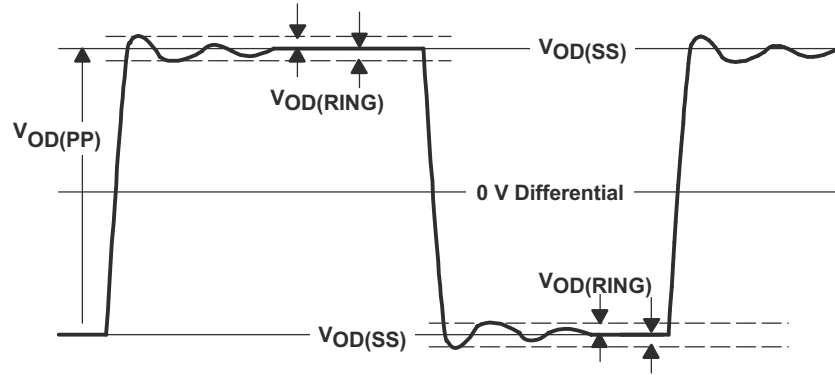 VOD(SS)
VOD(RING)
VOD(PP)
0 V Differential
VOD(RING)
VOD(SS)